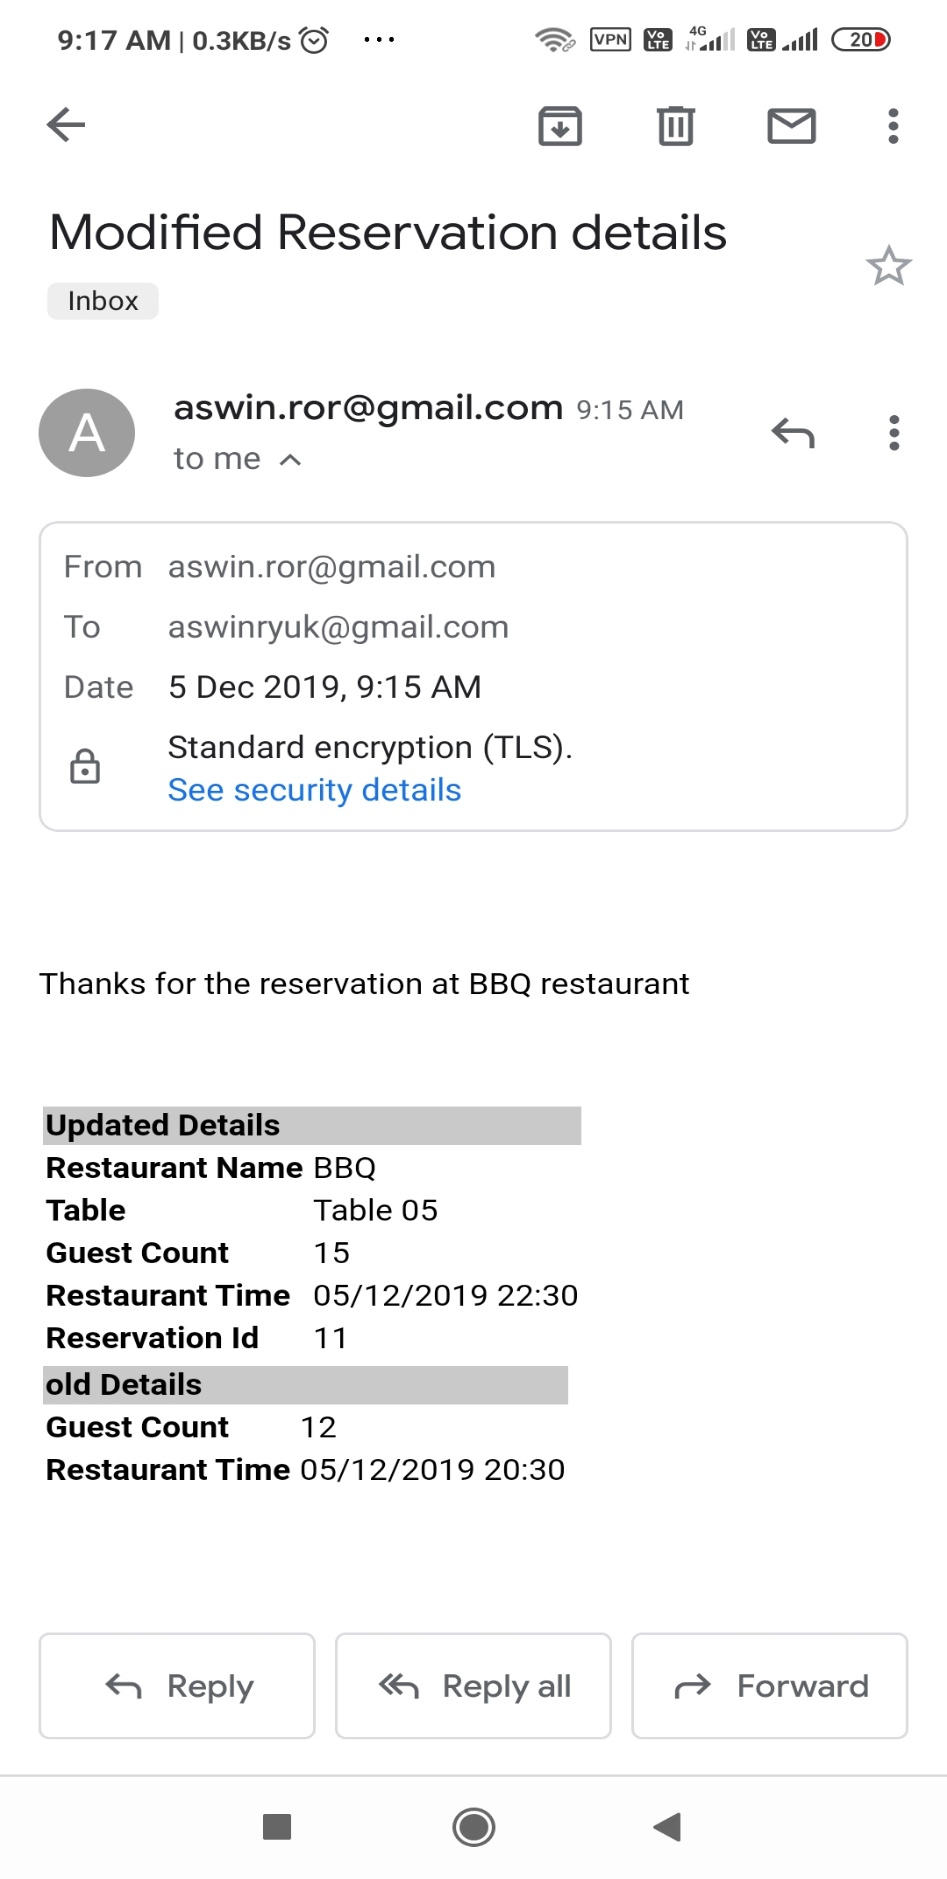 9:17 AM | 0.3KB/s ...
VPN Vo LTE 4G Vo LTE 20
Modified Reservation details
Inbox
A
aswin.ror@gmail.com 9:15 AM
to me
From aswin.ror@gmail.com
To aswinryuk@gmail.com
Date 5 Dec 2019, 9:15 AM
Standard encryption (TLS).
See security details
Thanks for the reservation at BBQ restaurant
Updated Details
Restaurant Name BBQ
Table Table 05
Guest Count 15
Restaurant Time 05/12/2019 22:30
Reservation Id 11
old Details
Guest Count 12
Restaurant Time 05/12/2019 20:30
Reply Reply all Forward